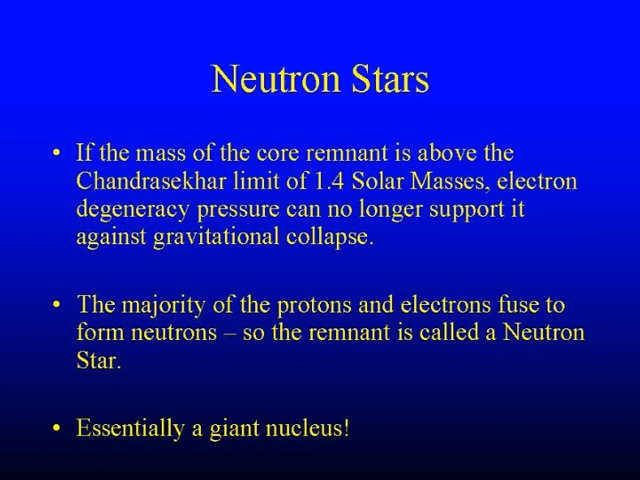 Neutron Stars
• If the mass of the core remnant is above the
Chandrasekhar limit of 1.4 Solar Masses, electron
degeneracy pressure can no longer support it
against gravitational collapse.
• The majority of the protons and electrons fuse to
form neutrons – so the remnant is called a Neutron
Star.
• Essentially a giant nucleus!